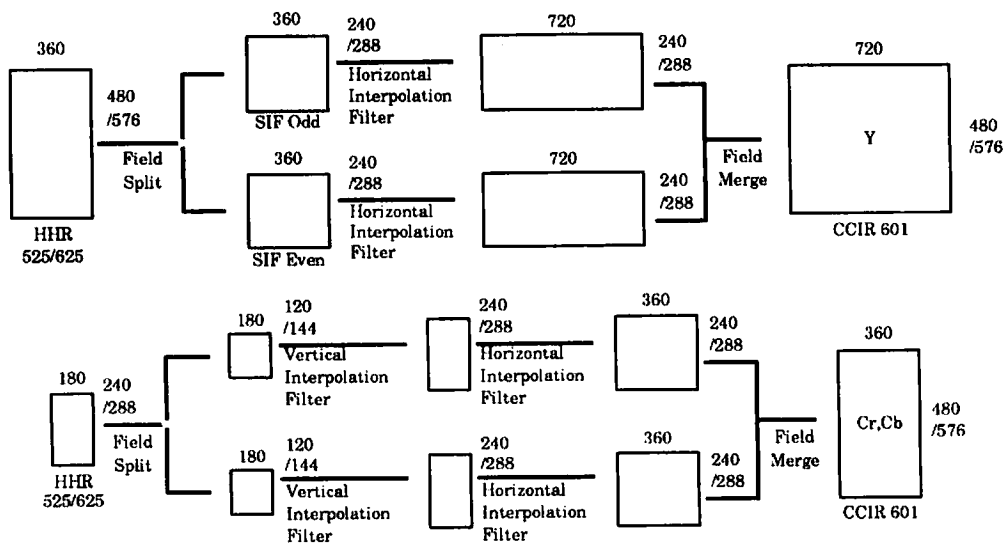 360
480
/576
HHR
525/625
Field
Split
360
240
/288
SIF Odd
Horizontal
Interpolation
Filter
720
240
/288
360
240
/288
SIF Even
Horizontal
Interpolation
Filter
720
240
/288
Field
Merge
720
Y
480
/576
CCIR 601
180
240
/288
HHR
525/625
Field
Split
180
120
/144
Vertical
Interpolation
Filter
240
/288
Horizontal
Interpolation
Filter
360
240
/288
180
120
/144
Vertical
Interpolation
Filter
240
/288
Horizontal
Interpolation
Filter
360
240
/288
Field
Merge
360
Cr,Cb
480
/576
CCIR 601